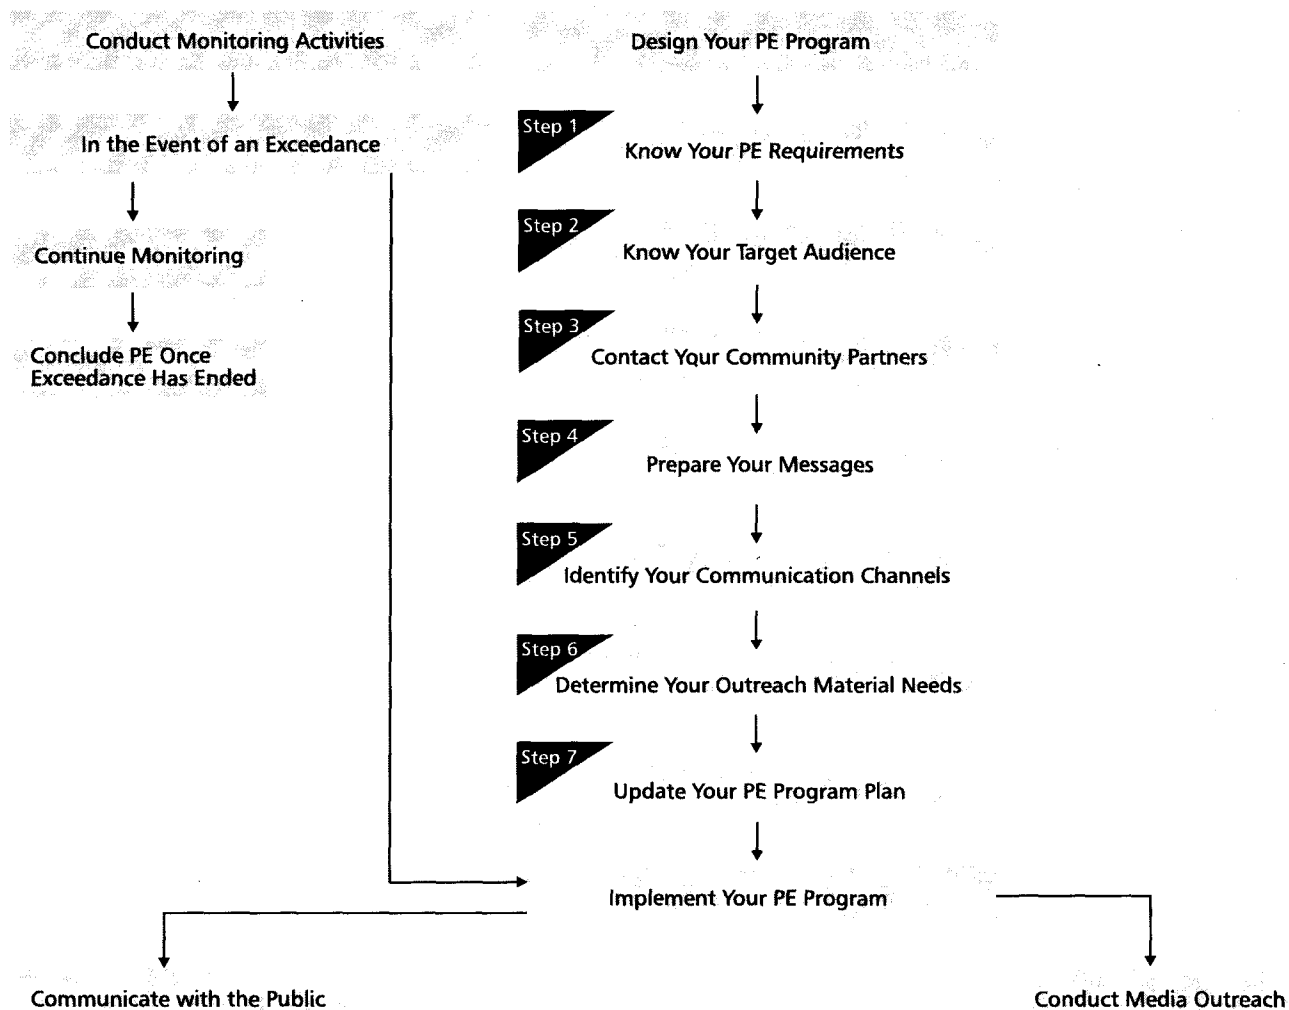 Conduct Monitoring Activities
In the Event of an Exceedance
Continue Monitoring
Conclude PE Once
Exceedance Has Ended
Design Your PE Program
Step 1
Know Your PE Requirements
Step 2
Know Your Target Audience
Step 3
Contact Your Community Partners
Step 4
Prepare Your Messages
Step 5
Identify Your Communication Channels
Step 6
Determine Your Outreach Material Needs
Step 7
Update Your PE Program Plan
Implement Your PE Program
Communicate with the Public
Conduct Media Outreach